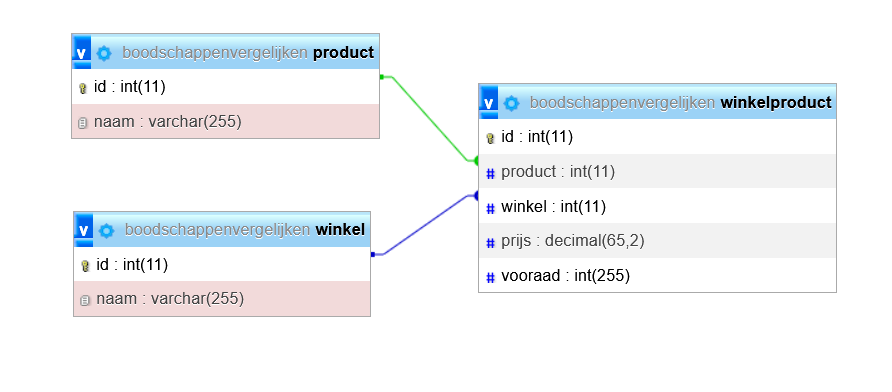 v boodschappenvergelijken product
id : int(11)
naam : varchar(255)
v boodschappenvergelijken winkel
id : int(11)
naam : varchar(255)
v boodschappenvergelijken winkelproduct
id : int(11)
# product : int(11)
# winkel : int(11)
# prijs : decimal(65,2)
# vooraad : int(255)